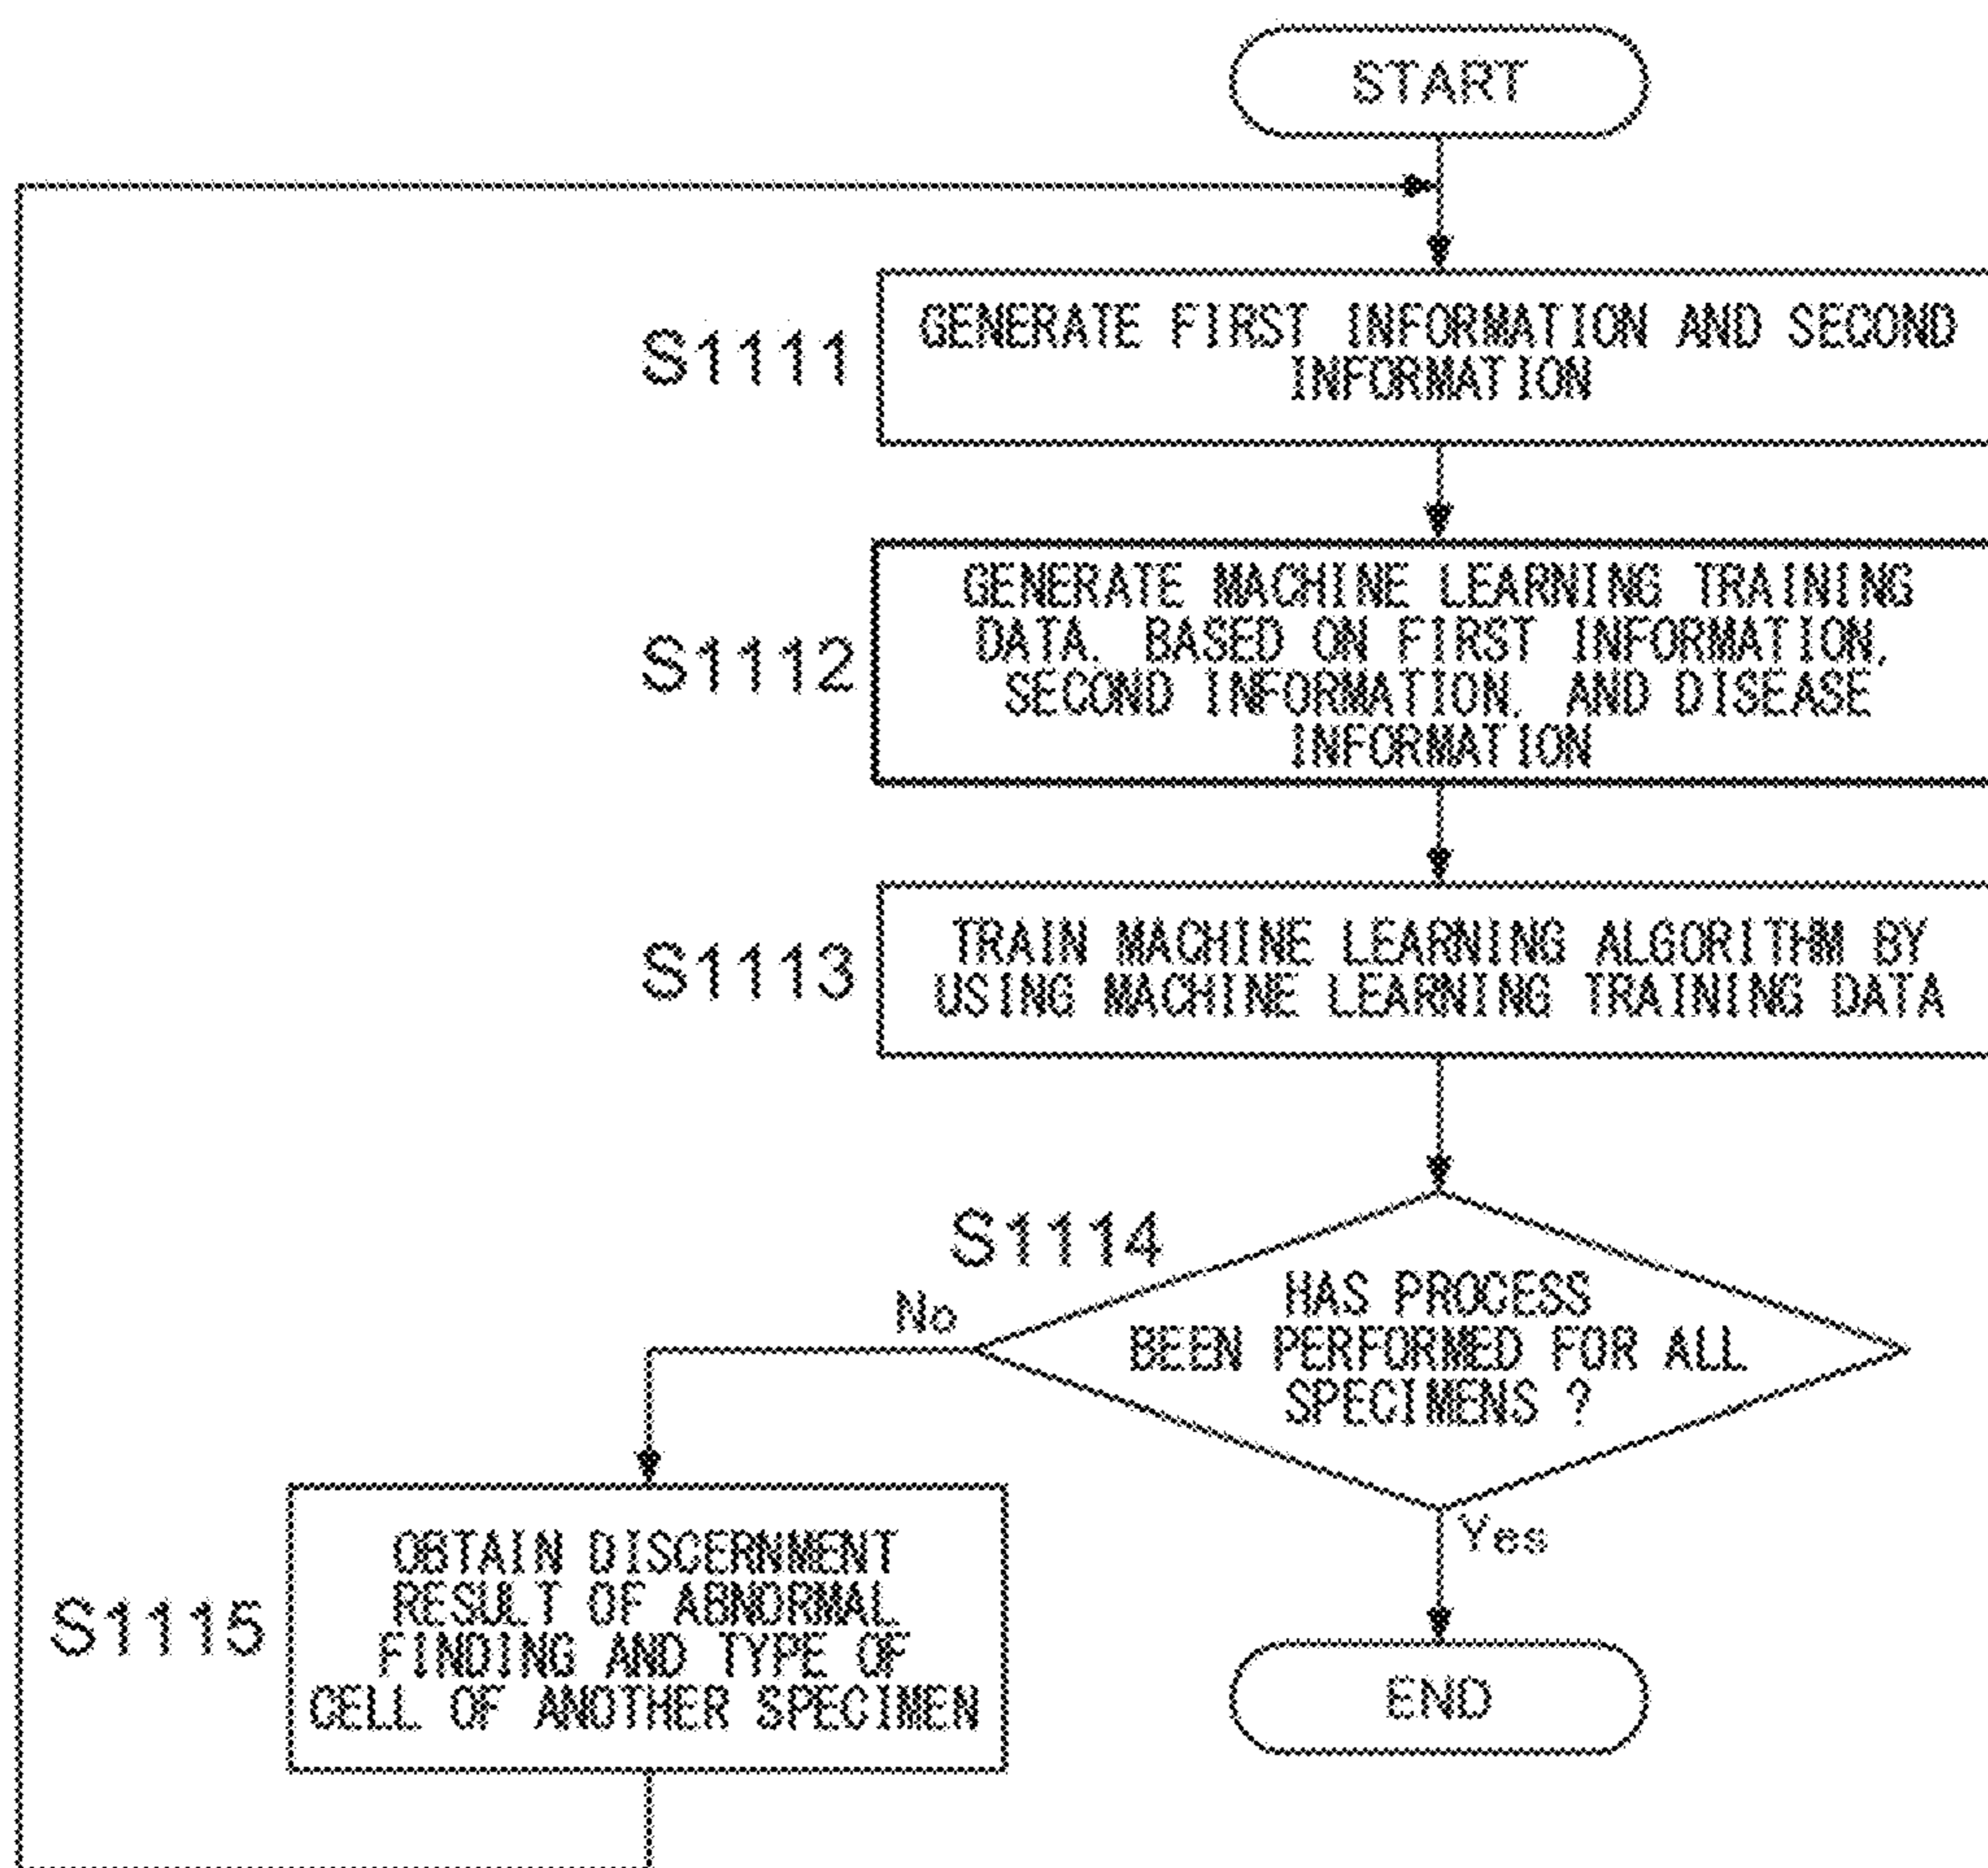 START
S1111
GENERATE FIRST INFORMATION AND SECOND
INFORMATION
S1112
GENERATE MACHINE LEARNING TRAINING
DATA, BASED ON FIRST INFORMATION,
SECOND INFORMATION, AND DISEASE
INFORMATION
S1113
TRAIN MACHINE LEARNING ALGORITHM BY
USING MACHINE LEARNING TRAINING DATA
S1114
HAS PROCESS
BEEN PERFORMED FOR ALL
SPECIMENS ?
No
Yes
S1115
OBTAIN DISCERNMENT
RESULT OF ABNORMAL
FINDING AND TYPE OF
CELL OF ANOTHER SPECIMEN
END